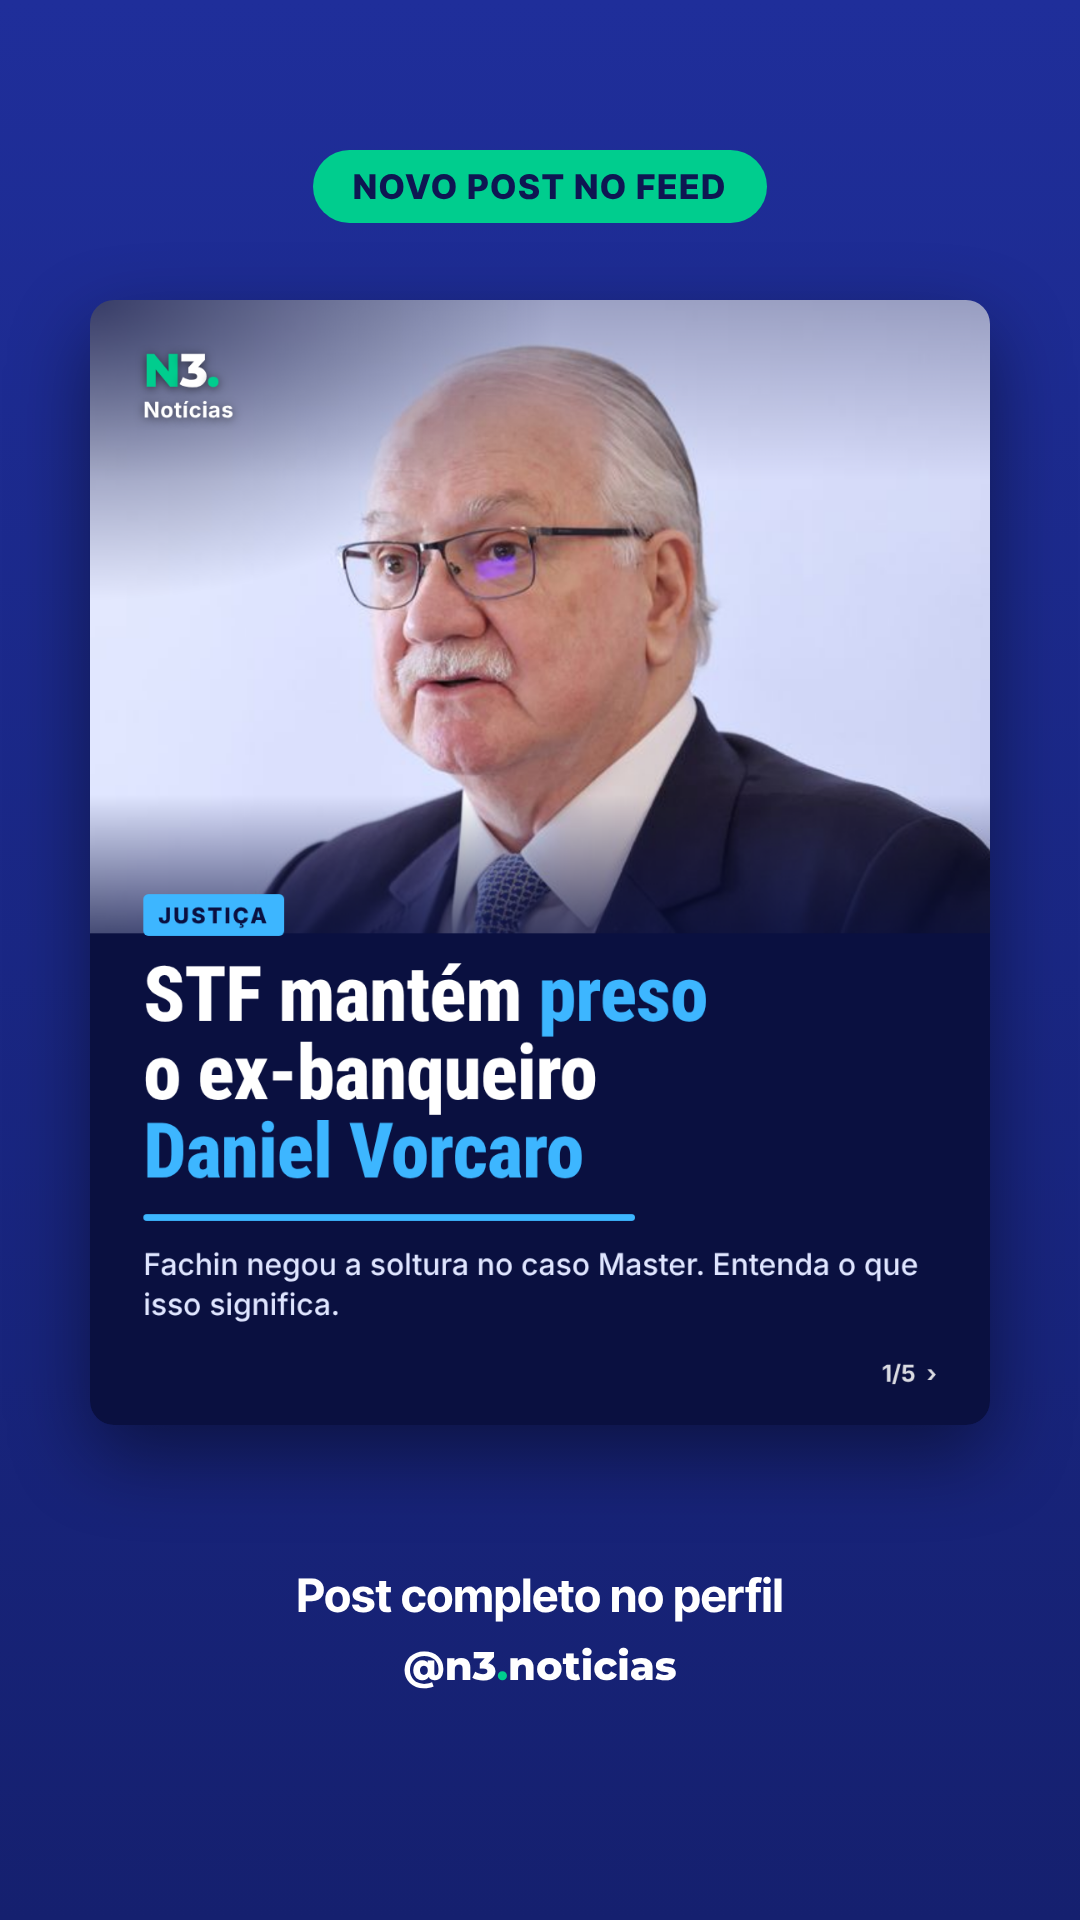 NOVO POST NO FEED
N3.
Notícias
JUSTIÇA
STF mantém preso
o ex-banqueiro
Daniel Vorcaro
Fachin negou a soltura no caso Master. Entenda o que
isso significa.
1/5 ›
Post completo no perfil
@n3.noticias